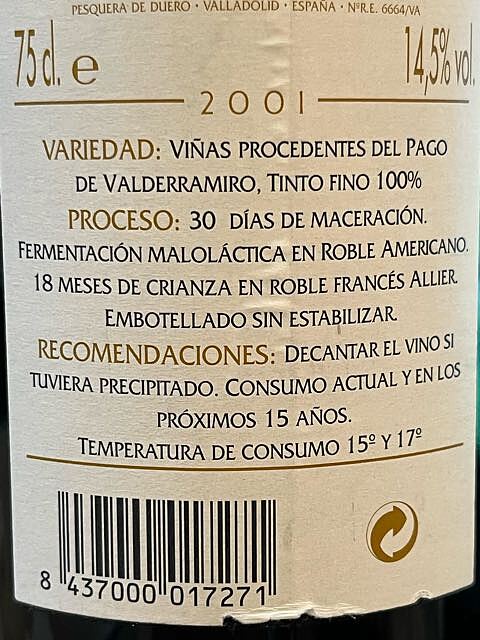 PESQUERA DE DUERO · VALLADOLID · ESPAÑA · NºR.E. 6664/VA
75 cl. e 14,5% vol.
2001
VARIEDAD: VIÑAS PROCEDENTES DEL PAGO
DE VALDERRAMIRO, TINTO FINO 100%
PROCESO: 30 DÍAS DE MACERACIÓN.
FERMENTACIÓN MALOLÁCTICA EN ROBLE AMERICANO.
18 MESES DE CRIANZA EN ROBLE FRANCÉS ALLIER.
EMBOTELLADO SIN ESTABILIZAR.
RECOMENDACIONES: DECANTAR EL VINO SI
TUVIERA PRECIPITADO. CONSUMO ACTUAL Y EN LOS
PRÓXIMOS 15 AÑOS.
TEMPERATURA DE CONSUMO 15º Y 17º
8 437000 017271